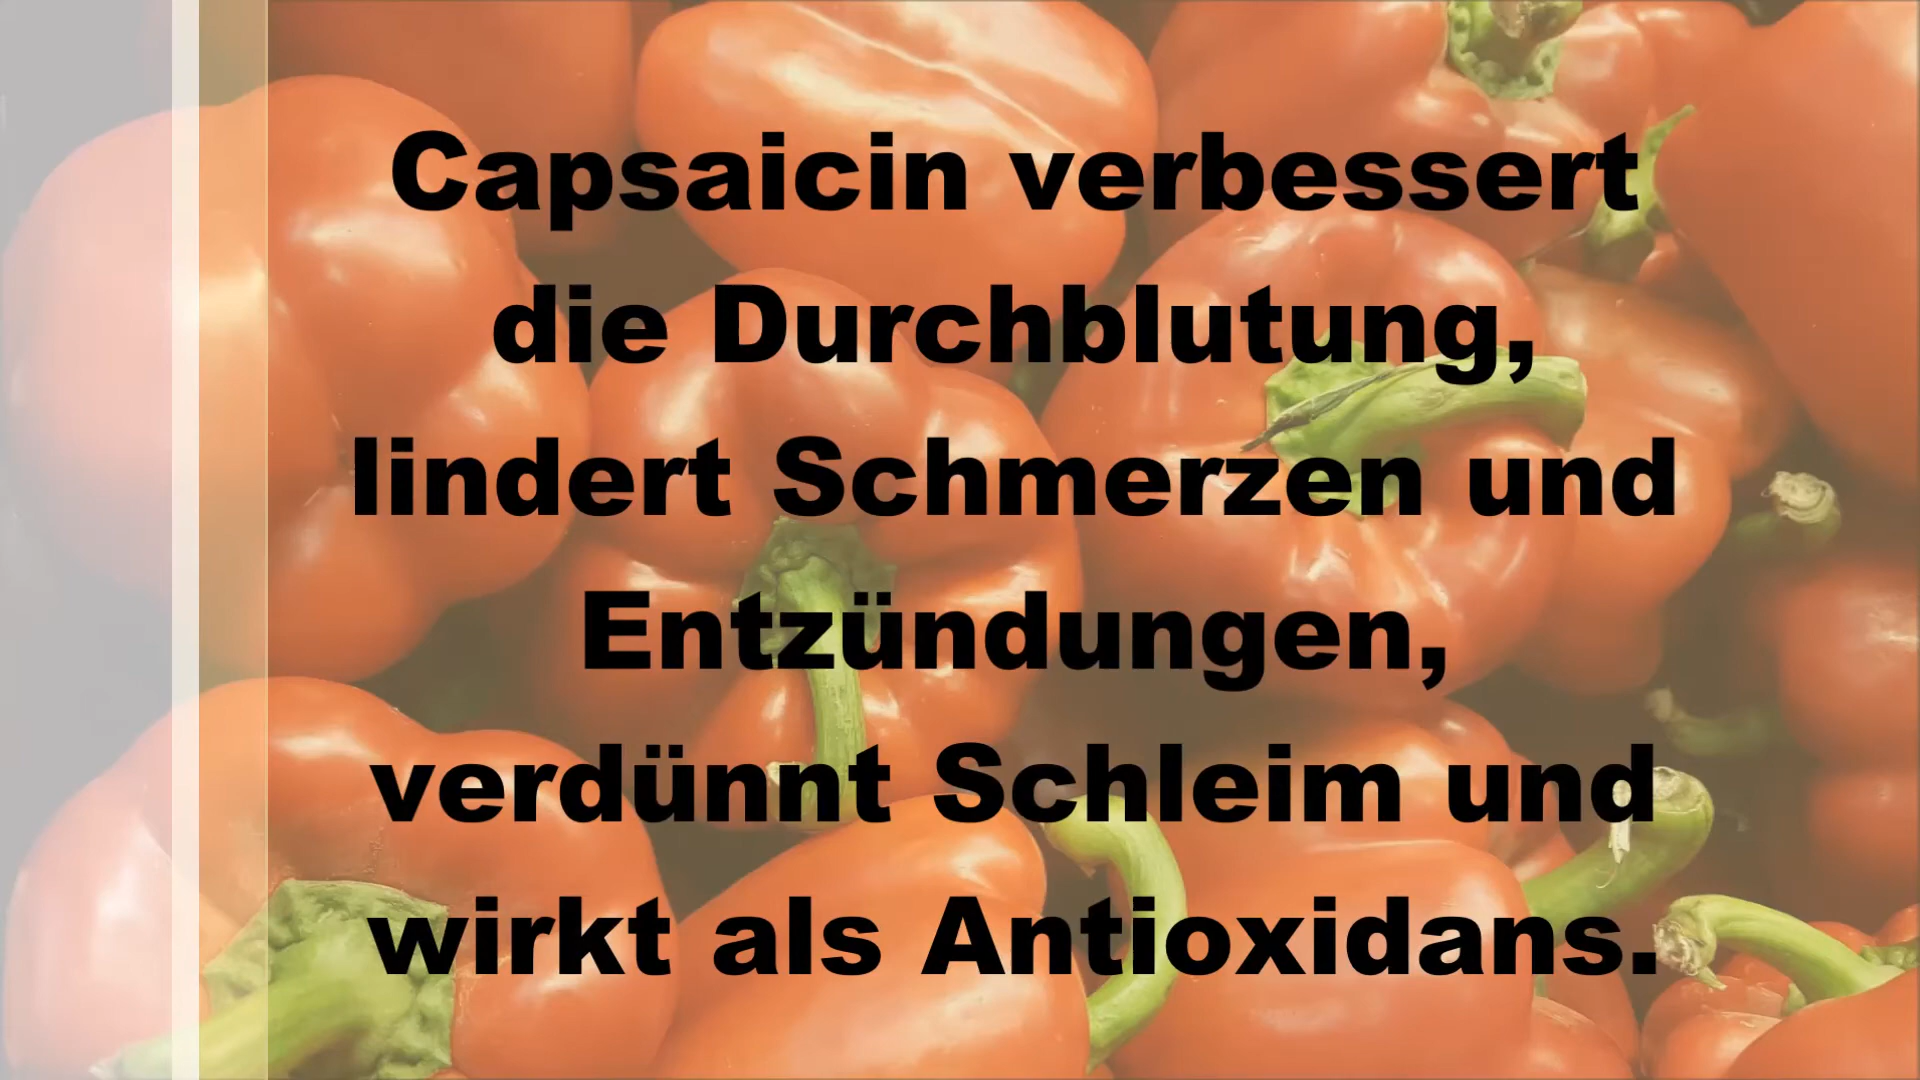 Capsaicin verbessert
die Durchblutung,
lindert Schmerzen und
Entzündungen,
verdünnt Schleim und
wirkt als Antioxidans.